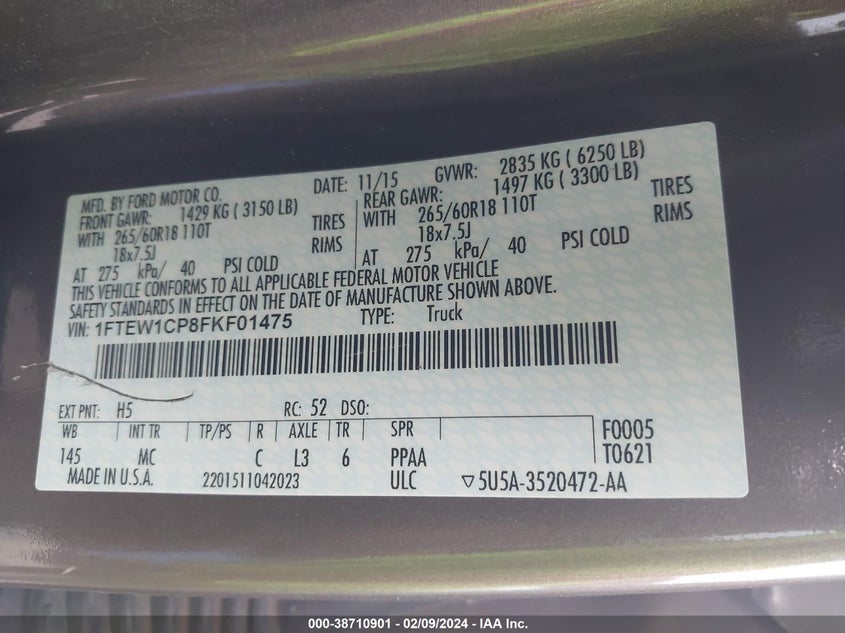 MFD. BY FORD MOTOR CO.
DATE: 11/15 GVWR: 2835 KG ( 6250 LB)
FRONT GAWR: 1429 KG ( 3150 LB) REAR GAWR: 1497 KG ( 3300 LB)
WITH 265/60R18 110T TIRES WITH 265/60R18 110T TIRES
18x7.5J RIMS 18x7.5J RIMS
AT 275 kPa/ 40 PSI COLD AT 275 kPa/ 40 PSI COLD
THIS VEHICLE CONFORMS TO ALL APPLICABLE FEDERAL MOTOR VEHICLE
SAFETY STANDARDS IN EFFECT ON THE DATE OF MANUFACTURE SHOWN ABOVE.
VIN: 1FTEW1CP8FKF01475 TYPE: Truck
EXT PNT: H5 RC: 52 DSO:
WB INT TR TP/PS R AXLE TR SPR F0005
145 MC C L3 6 PPAA T0621
MADE IN U.S.A. 2201511042023 ULC ▽5U5A-3520472-AA
000-38710901 - 02/09/2024 - IAA Inc.